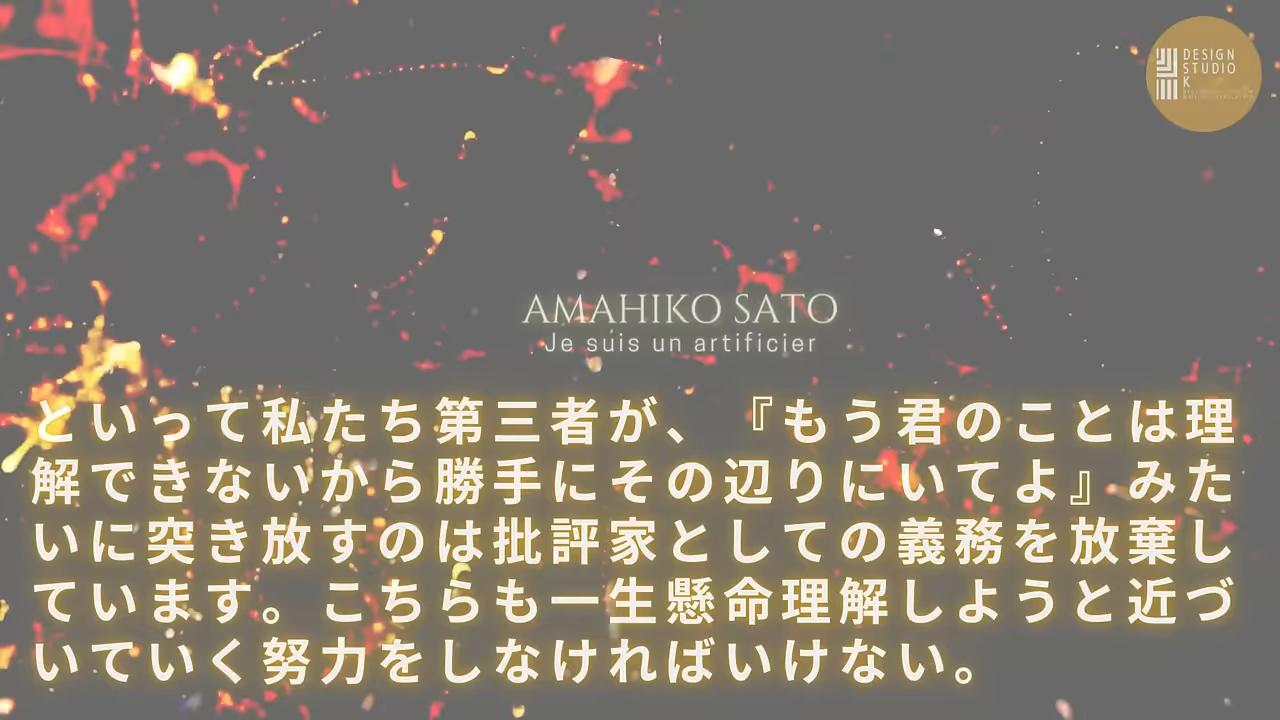 DESIGN
STUDIO
K
AMAHIKO SATO
Je suis un artificier
といって私たち第三者が、『もう君のことは理
解できないから勝手にその辺りにいてよ』みた
いに突き放すのは批評家としての義務を放棄し
ています。こちらも一生懸命理解しようと近づ
いていく努力をしなければいけない。